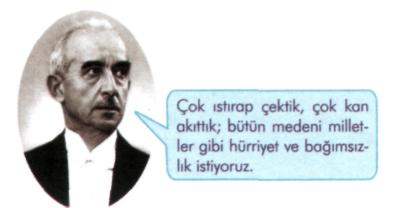 Çok ıstırap çektik, çok kan
akıttık; bütün medeni millet-
ler gibi hürriyet ve bağımsız-
lık istiyoruz.